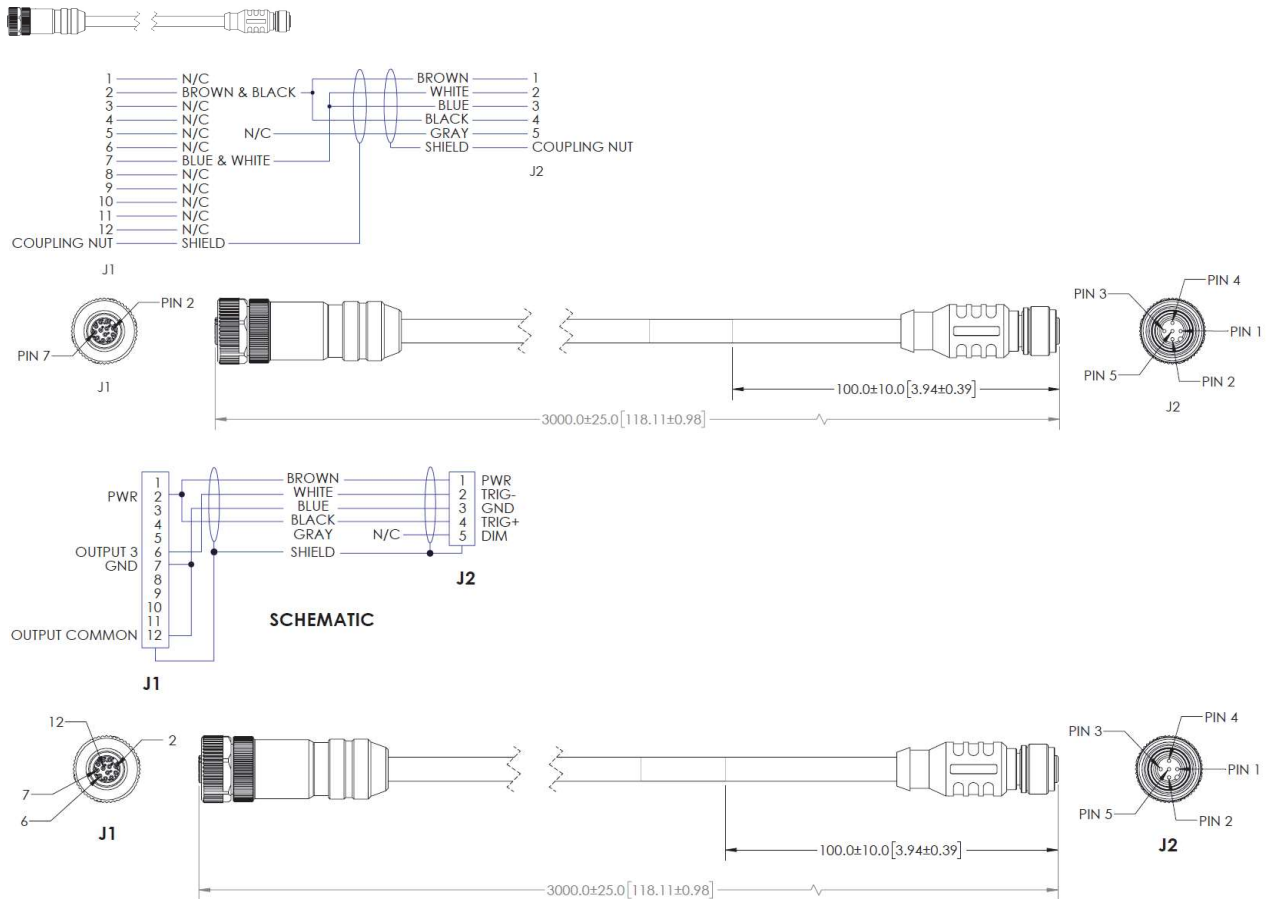 1 N/C BROWN 1
2 BROWN & BLACK WHITE 2
3 N/C BLUE 3
4 N/C BLACK 4
5 N/C N/C GRAY 5
6 N/C SHIELD COUPLING NUT
7 BLUE & WHITE
J2
8 N/C
9 N/C
10 N/C
11 N/C
12 N/C
COUPLING NUT SHIELD
J1
PIN 2
PIN 7
J1
PIN 4
PIN 3
PIN 1
PIN 5
PIN 2
J2
100.0±10.0[3.94±0.39]
3000.0±25.0[118.11±0.98]
1 BROWN 1 PWR
PWR 2 WHITE 2 TRIG-
3 BLUE 3 GND
4 BLACK 4 TRIG+
5 GRAY N/C 5 DIM
OUTPUT 3 6 SHIELD
GND 7
J2
8
9
10
11
SCHEMATIC
OUTPUT COMMON 12
J1
12
2
7
6
J1
PIN 4
PIN 3
PIN 1
PIN 5
PIN 2
J2
100.0±10.0[3.94±0.39]
3000.0±25.0[118.11±0.98]